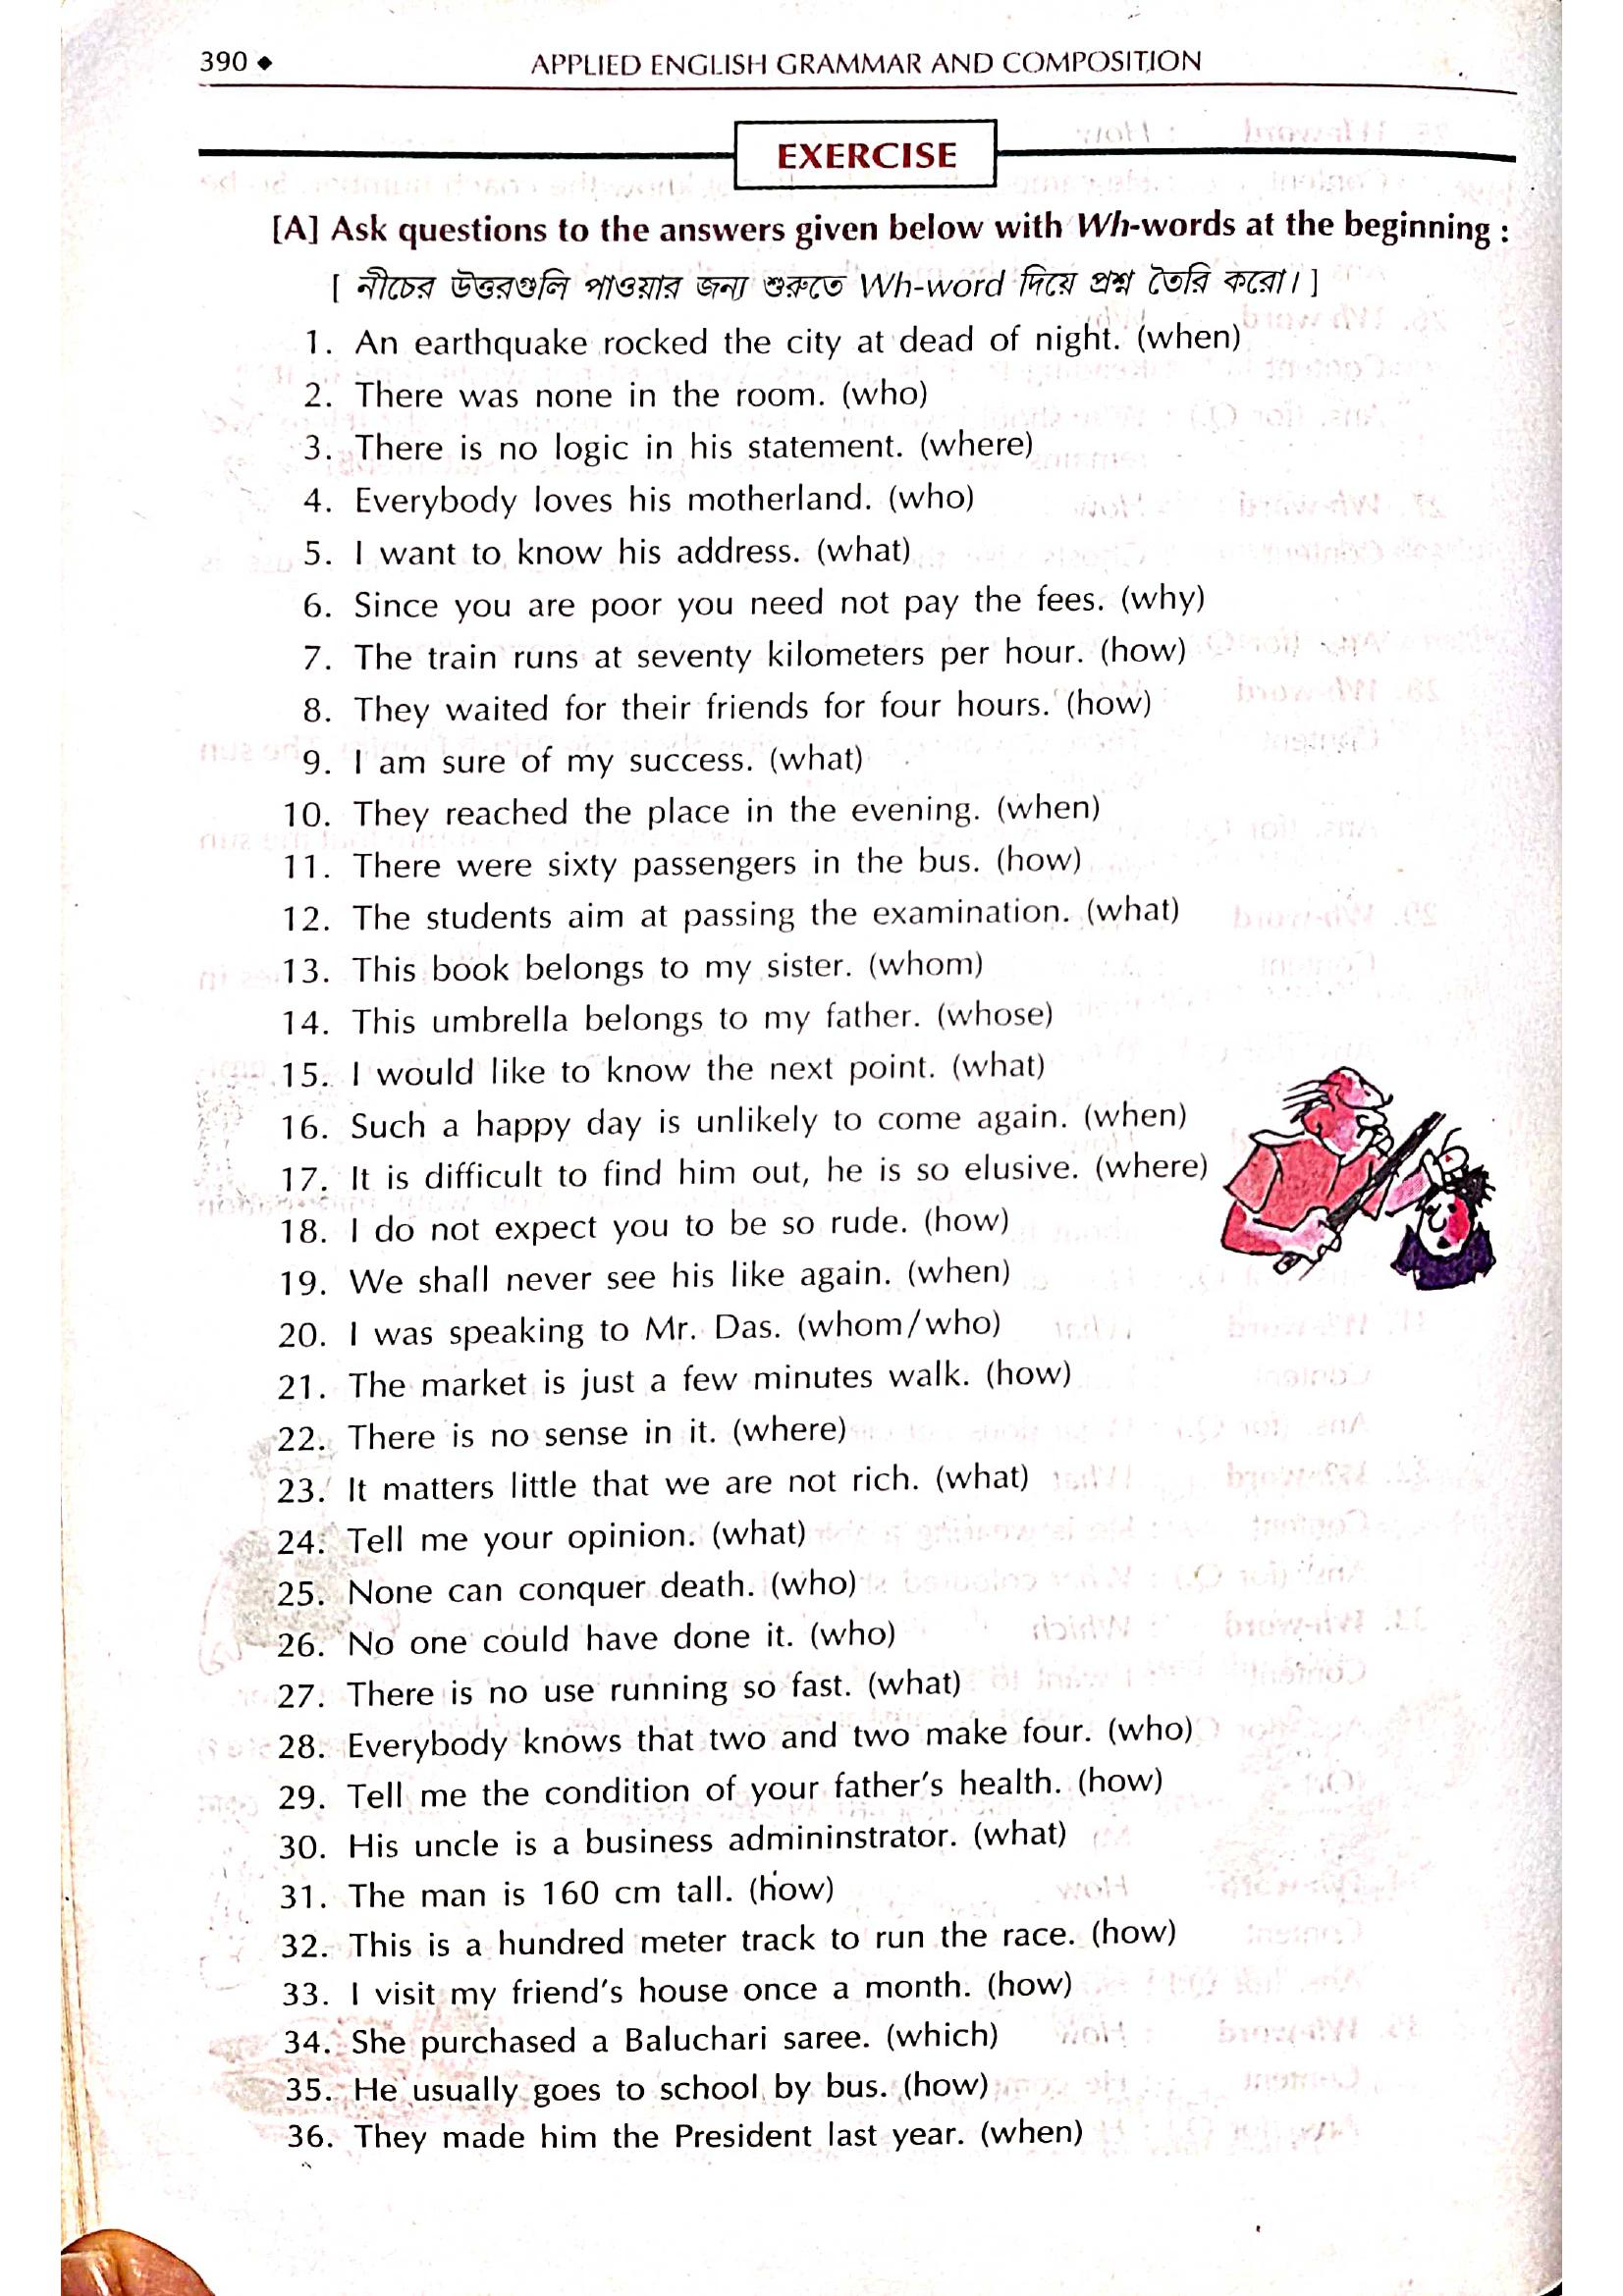 390 ◆ APPLIED ENGLISH GRAMMAR AND COMPOSITION
EXERCISE
[A] Ask questions to the answers given below with Wh-words at the beginning :
[ নীচের উত্তরগুলি পাওয়ার জন্য শুরুতে Wh-word দিয়ে প্রশ্ন তৈরি করো। ]
1. An earthquake rocked the city at dead of night. (when)
2. There was none in the room. (who)
3. There is no logic in his statement. (where)
4. Everybody loves his motherland. (who)
5. I want to know his address. (what)
6. Since you are poor you need not pay the fees. (why)
7. The train runs at seventy kilometers per hour. (how)
8. They waited for their friends for four hours. (how)
9. I am sure of my success. (what)
10. They reached the place in the evening. (when)
11. There were sixty passengers in the bus. (how)
12. The students aim at passing the examination. (what)
13. This book belongs to my sister. (whom)
14. This umbrella belongs to my father. (whose)
15. I would like to know the next point. (what)
16. Such a happy day is unlikely to come again. (when)
17. It is difficult to find him out, he is so elusive. (where)
18. I do not expect you to be so rude. (how)
19. We shall never see his like again. (when)
20. I was speaking to Mr. Das. (whom/who)
21. The market is just a few minutes walk. (how)
22. There is no sense in it. (where)
23. It matters little that we are not rich. (what)
24. Tell me your opinion. (what)
25. None can conquer death. (who)
26. No one could have done it. (who)
27. There is no use running so fast. (what)
28. Everybody knows that two and two make four. (who)
29. Tell me the condition of your father's health. (how)
30. His uncle is a business admininstrator. (what)
31. The man is 160 cm tall. (how)
32. This is a hundred meter track to run the race. (how)
33. I visit my friend's house once a month. (how)
34. She purchased a Baluchari saree. (which)
35. He usually goes to school by bus. (how)
36. They made him the President last year. (when)